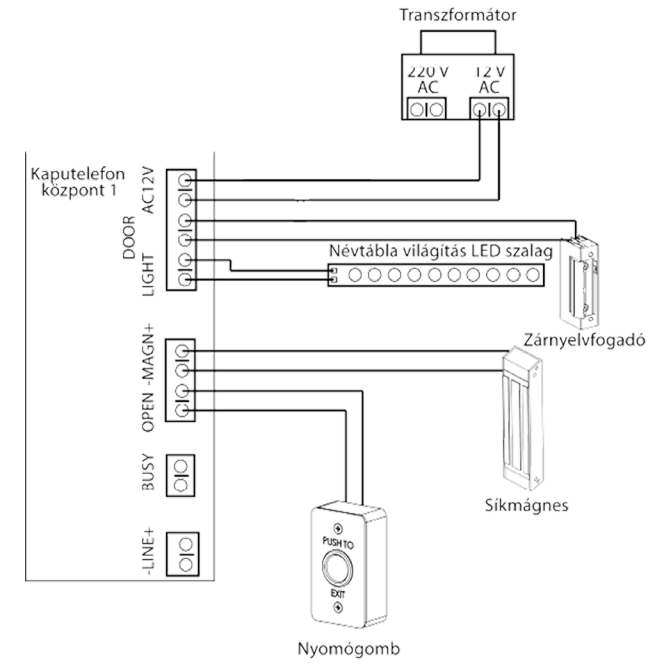 Transzformátor
220 V
AC
12 V
AC
Kaputelefon
központ 1
AC12V
DOOR
LIGHT
Névtábla világítás LED szalag
Zárnyelvfogadó
-MAGN+
OPEN
Síkmágnes
BUSY
-LINE+
PUSH TO
EXIT
Nyomógomb